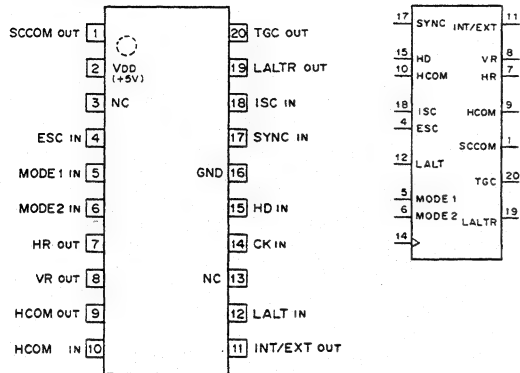 SCCOM OUT 1 20 TGC OUT
2 VDD (+5V) 19 LALTR OUT
3 NC 18 ISC IN
ESC IN 4 17 SYNC IN
MODE1 IN 5 GND 16
MODE2 IN 6 15 HD IN
HR OUT 7 14 CK IN
VR OUT 8 NC 13
HCOM OUT 9 12 LALT IN
HCOM IN 10 11 INT/EXT OUT
17 SYNC INT/EXT 11
15 HD VR 8
10 HCOM HR 7
18 ISC HCOM 9
4 ESC
SCCOM 1
12 LALT
TGC 20
5 MODE 1
6 MODE 2 LALTR 19
14